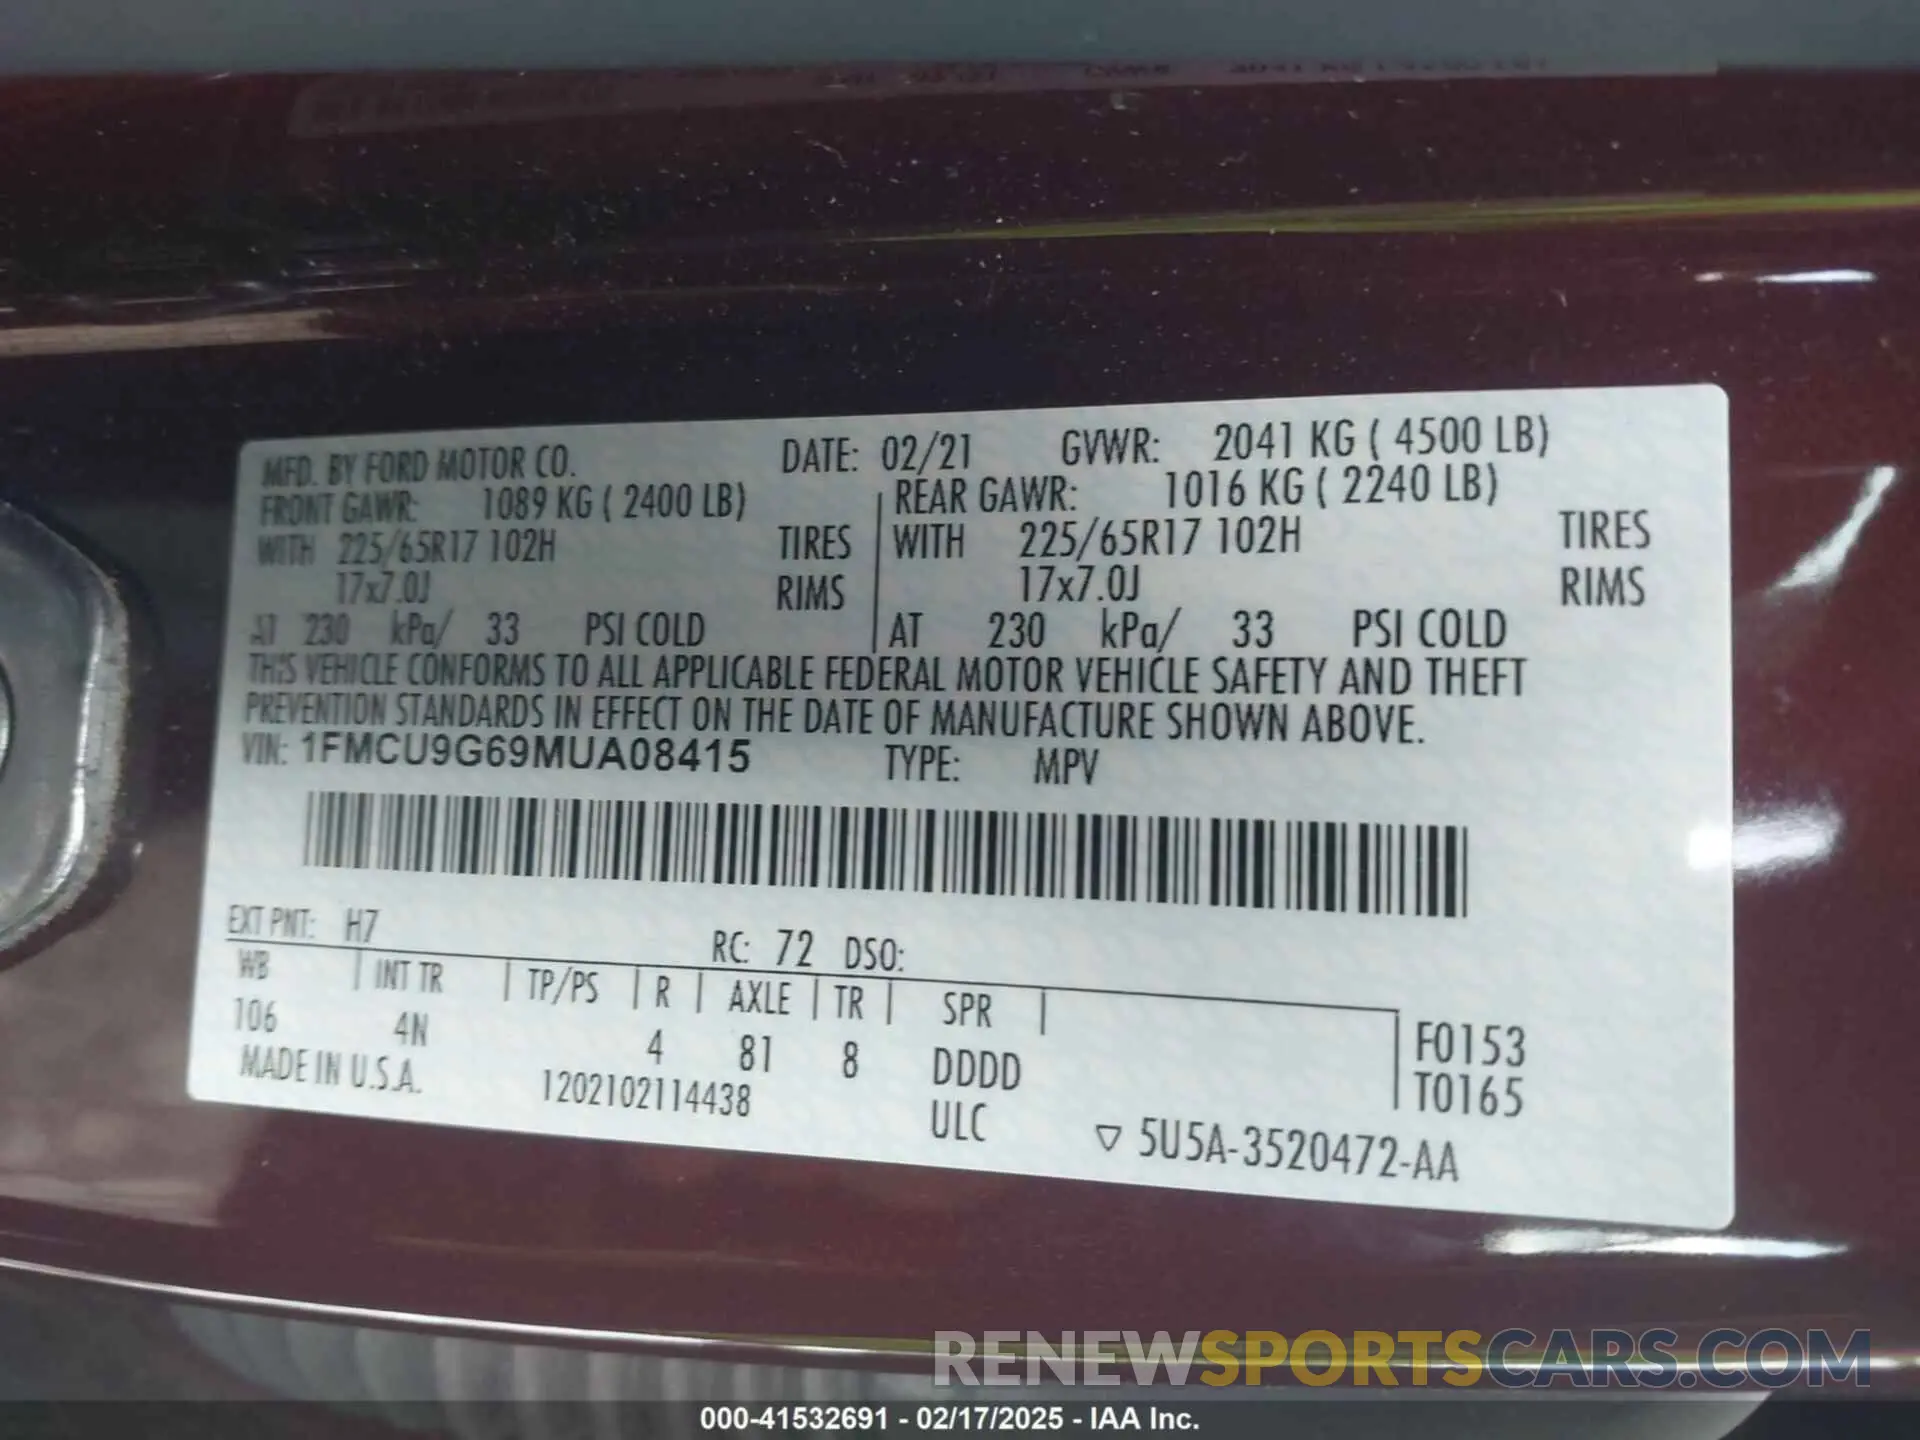 MFD. BY FORD MOTOR CO. DATE: 02/21 GVWR: 2041 KG ( 4500 LB)
FRONT GAWR: 1089 KG ( 2400 LB) REAR GAWR: 1016 KG ( 2240 LB)
WITH 225/65R17 102H TIRES WITH 225/65R17 102H TIRES
17x7.0J RIMS 17x7.0J RIMS
AT 230 kPa/ 33 PSI COLD AT 230 kPa/ 33 PSI COLD
THIS VEHICLE CONFORMS TO ALL APPLICABLE FEDERAL MOTOR VEHICLE SAFETY AND THEFT
PREVENTION STANDARDS IN EFFECT ON THE DATE OF MANUFACTURE SHOWN ABOVE.
VIN: 1FMCU9G69MUA08415 TYPE: MPV
EXT PNT: H7 RC: 72 DSO:
WB | INT TR | TP/PS | R | AXLE | TR | SPR |
106 4N 4 81 8 DDDD F0153
MADE IN U.S.A. 1202102114438 ULC T0165
▽ 5U5A-3520472-AA
RENEWSPORTSCARS.COM
000-41532691 - 02/17/2025 - IAA Inc.